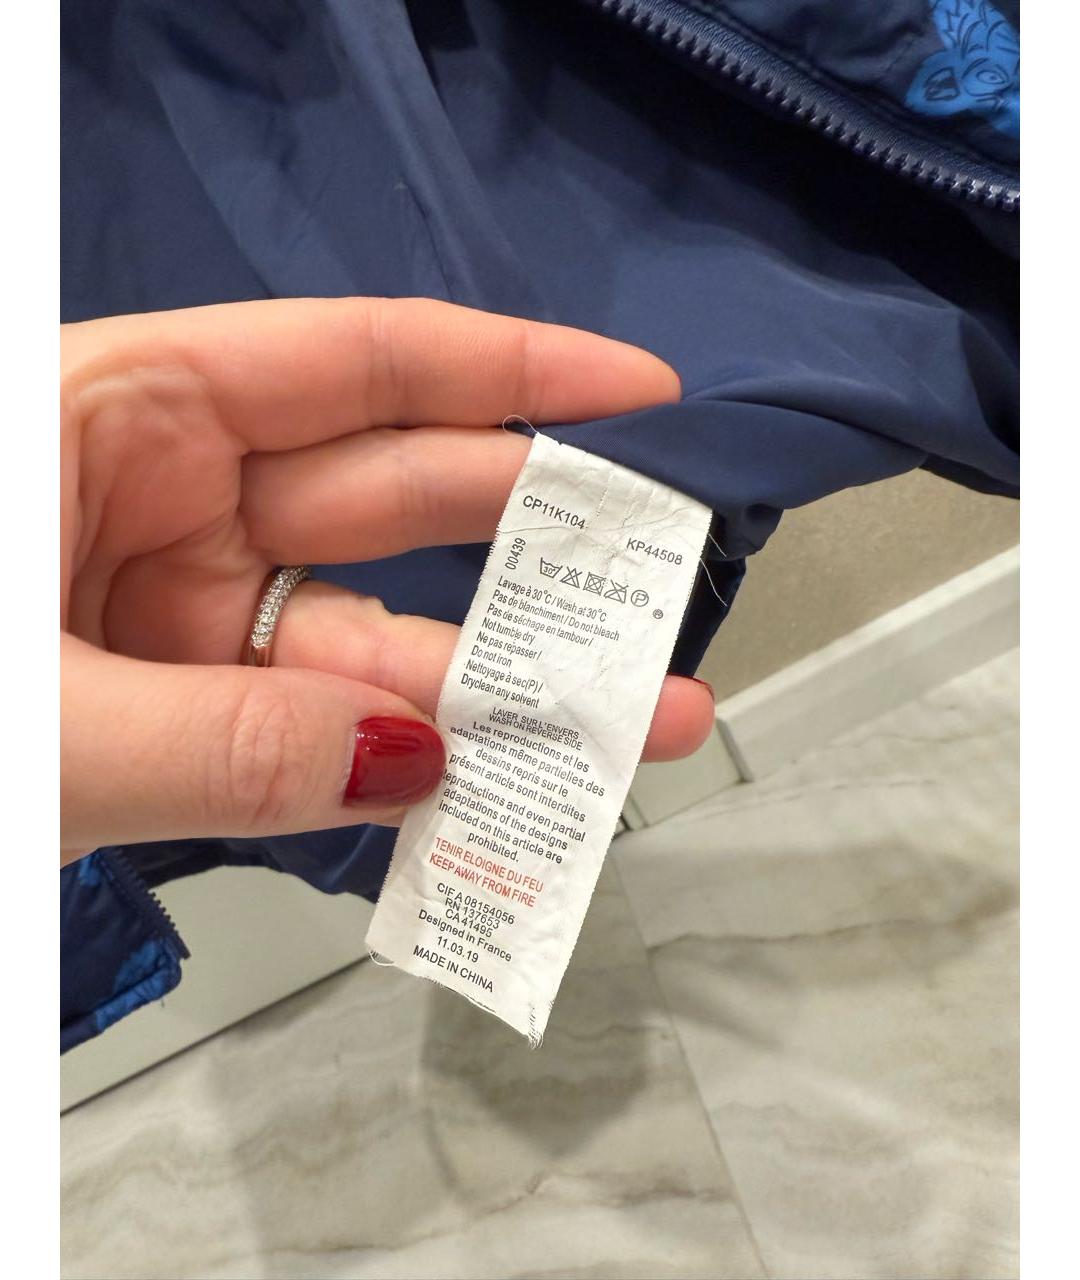 CP11K104
KP44508
00439
30°
P
®
Lavage à 30°C / Wash at 30°C
Pas de blanchiment / Do not bleach
Pas de séchage en tambour /
Not tumble dry
Ne pas repasser /
Do not iron
Nettoyage à sec(P) /
Dryclean any solvent
LAVER SUR L'ENVERS
WASH ON REVERSE SIDE
Les reproductions et les
adaptations même partielles des
dessins repris sur le
présent article sont interdites
Reproductions and even partial
adaptations of the designs
included on this article are
prohibited.
TENIR ELOIGNE DU FEU
KEEP AWAY FROM FIRE
CIF A 08154056
RN 137653
CA 41495
Designed in France
11.03.19
MADE IN CHINA